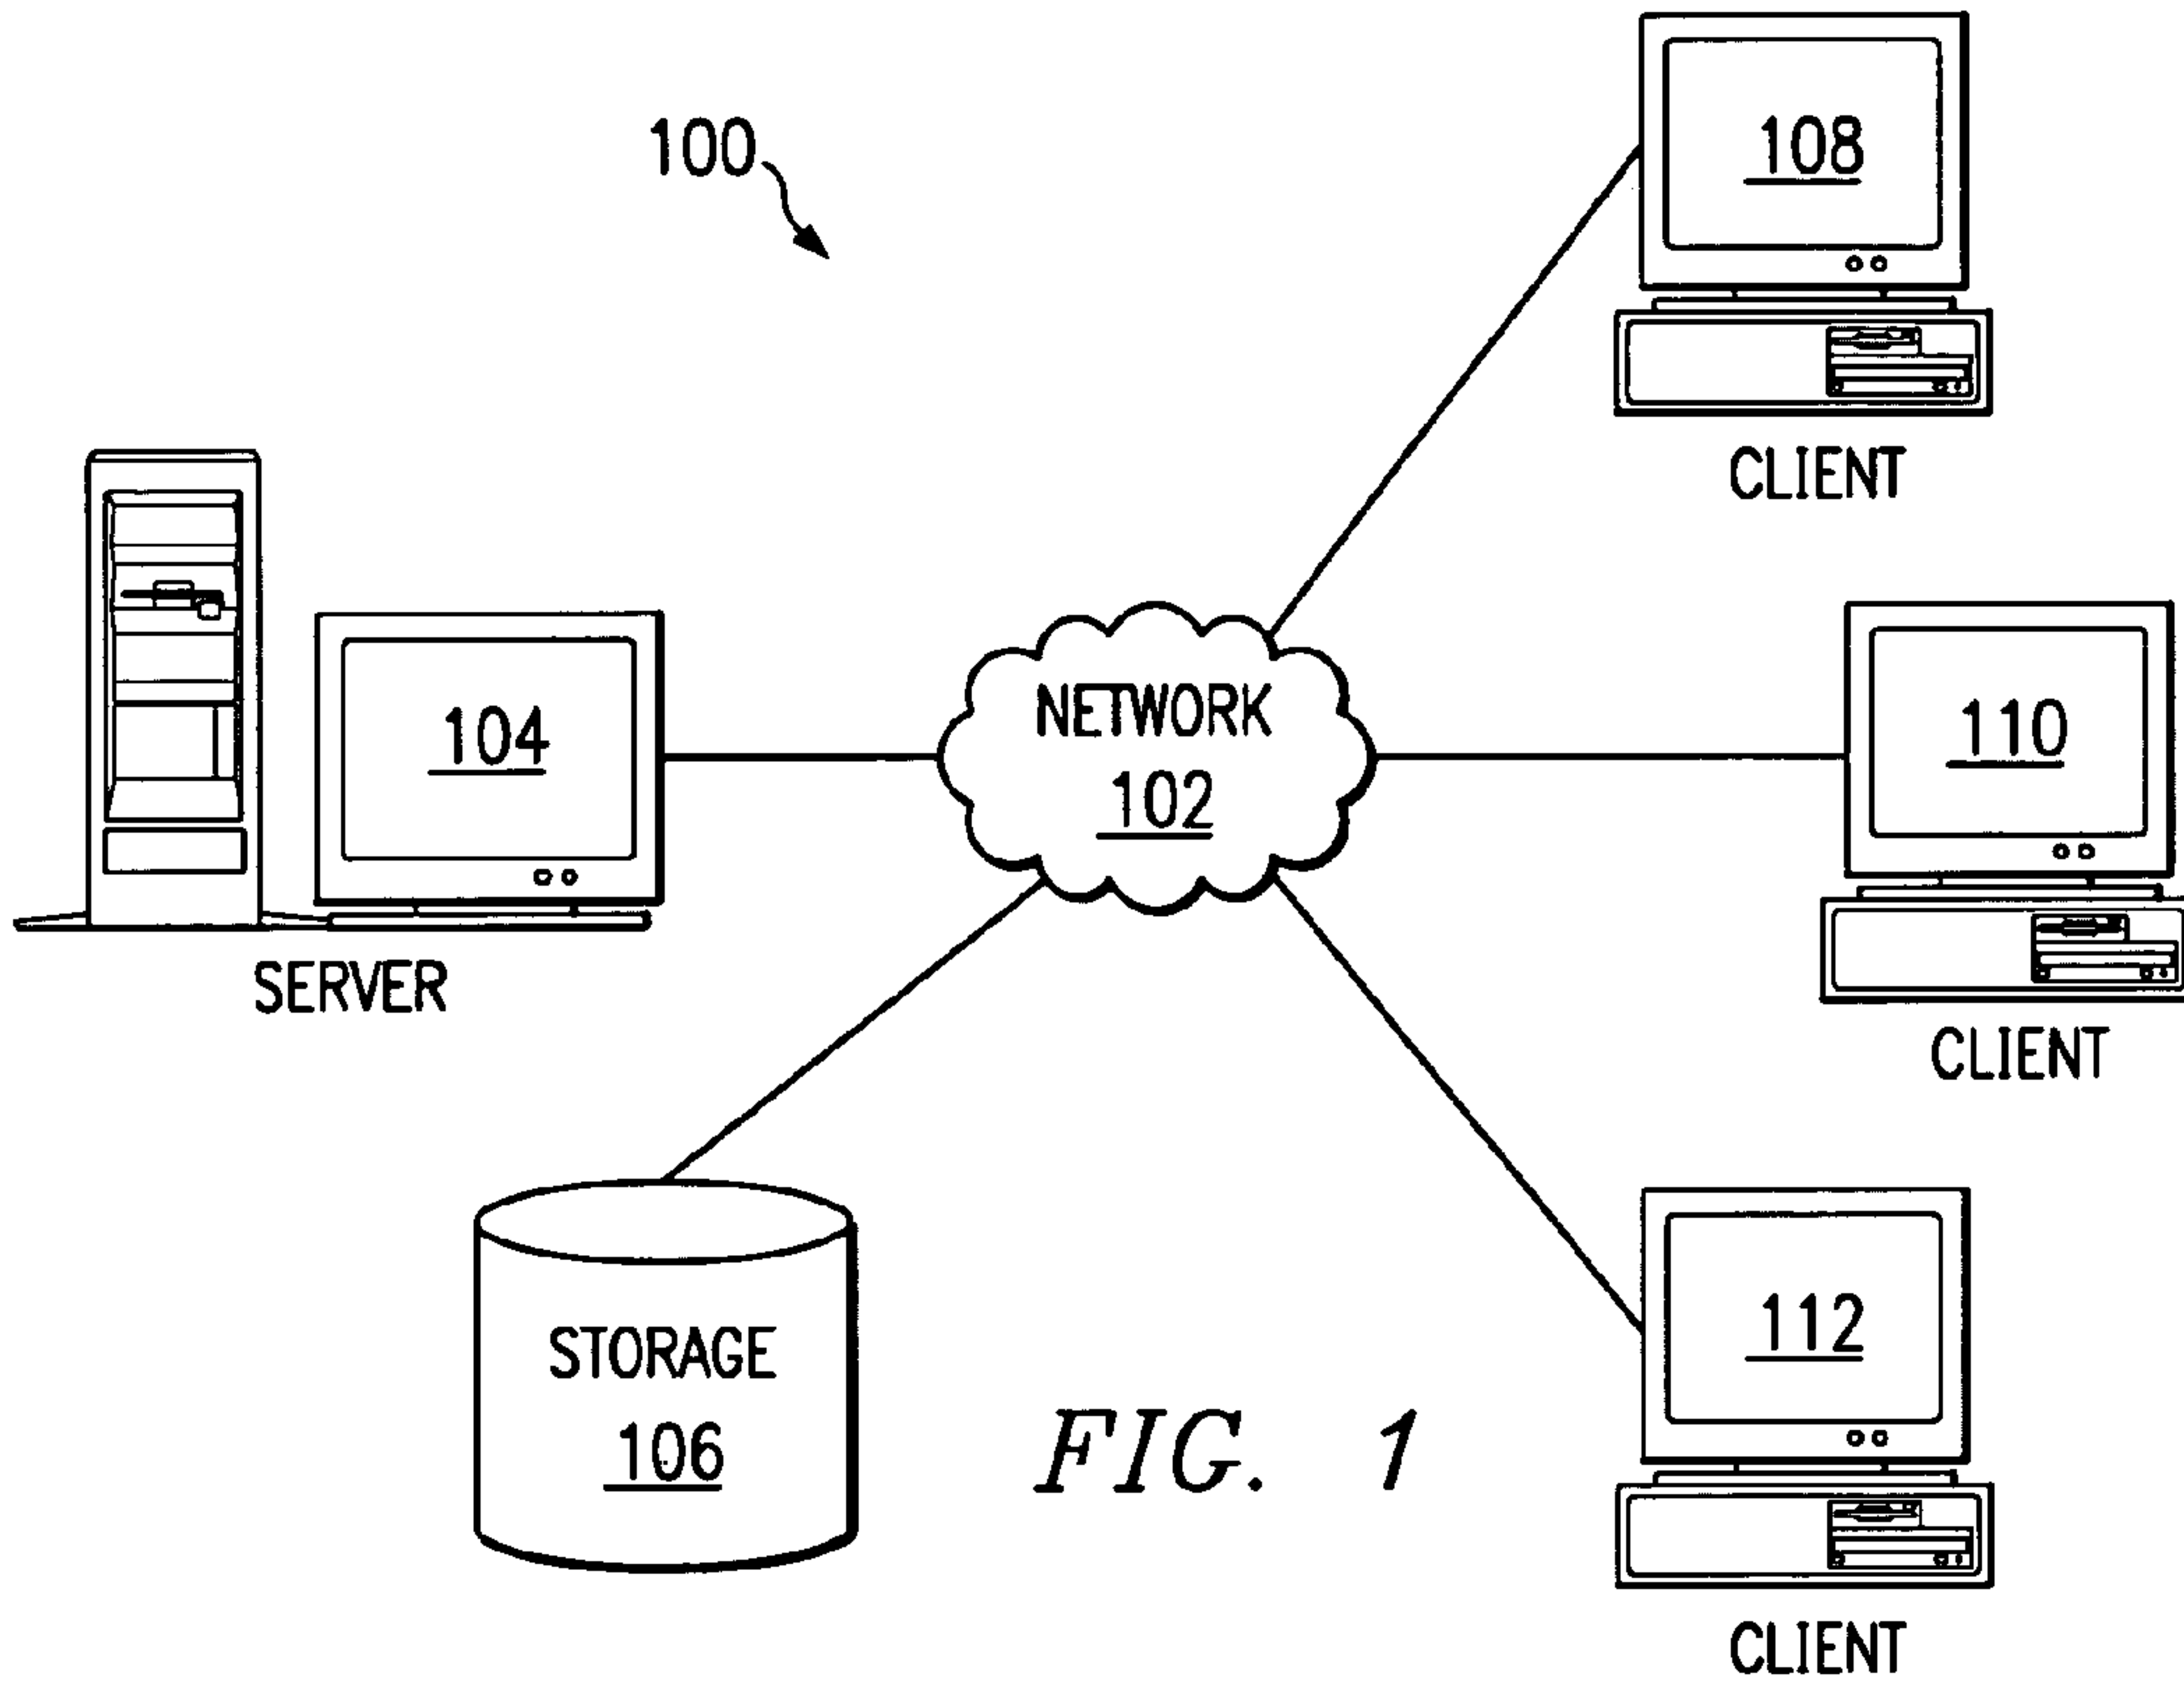 100
108
CLIENT
104
SERVER
NETWORK
102
110
CLIENT
STORAGE
106
112
CLIENT
FIG. 1